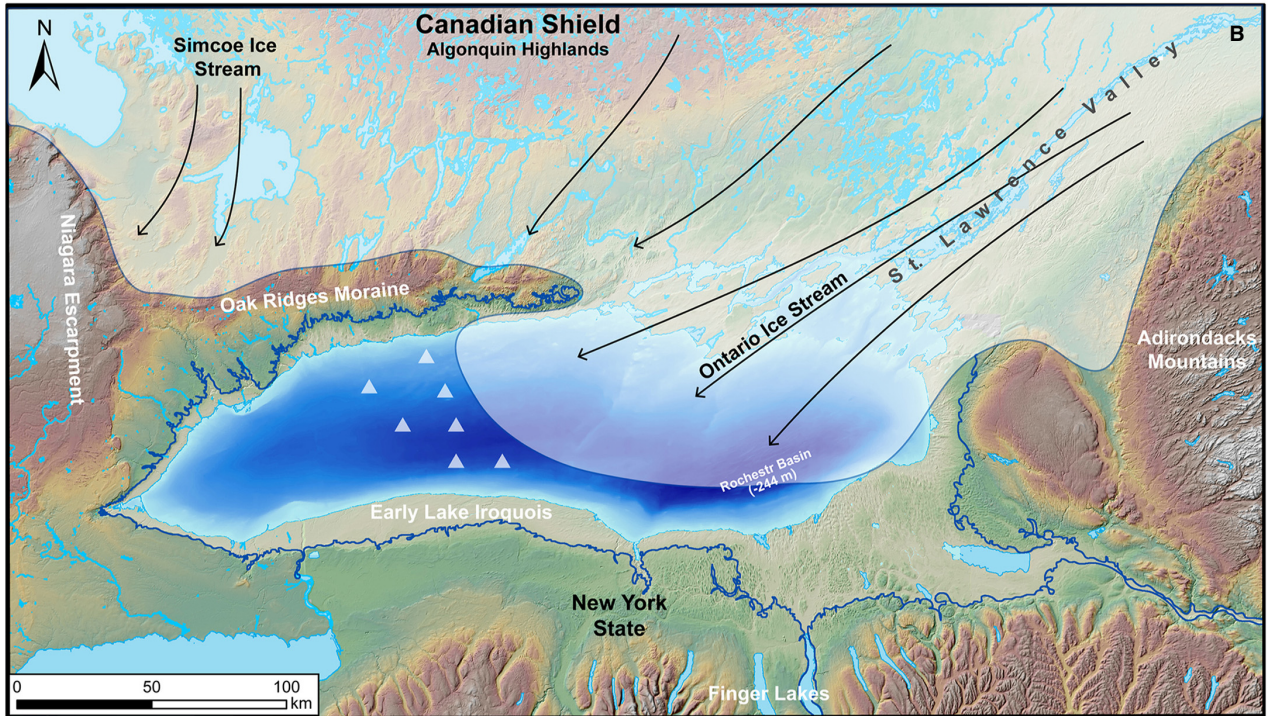 Canadian Shield
Algonquin Highlands
B
N
Simcoe Ice
Stream
St. Lawrence Valley
Niagara Escarpment
Oak Ridges Moraine
Ontario Ice Stream
Adirondacks
Mountains
Rochestr Basin
(-244 m)
Early Lake Iroquois
New York
State
Finger Lakes
0 50 100
km